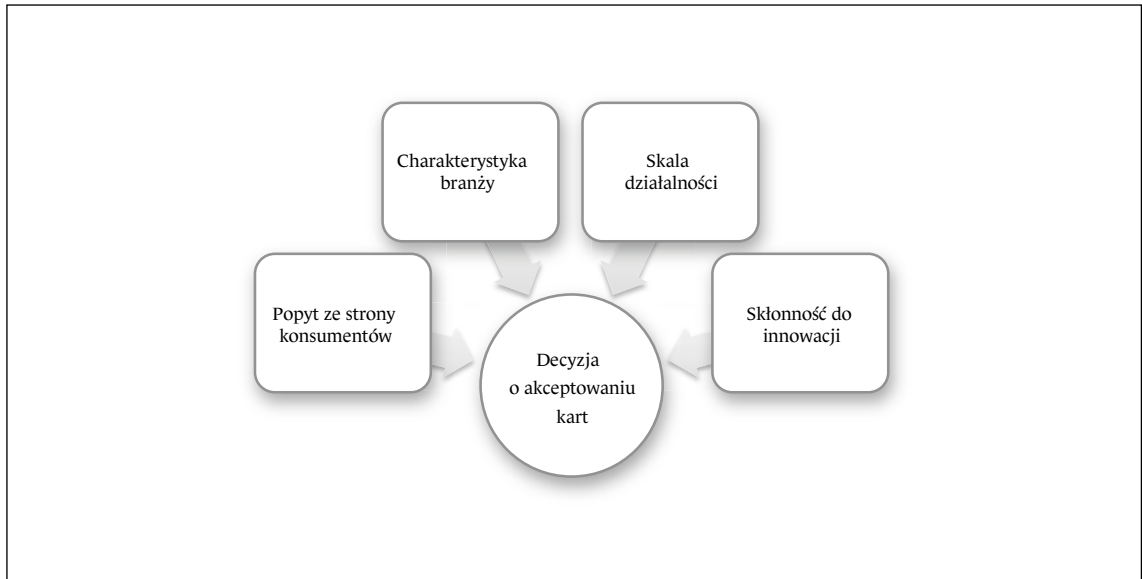 Charakterystyka
branży
Skala
działalności
Popyt ze strony
konsumentów
Skłonność do
innowacji
Decyzja
o akceptowaniu
kart